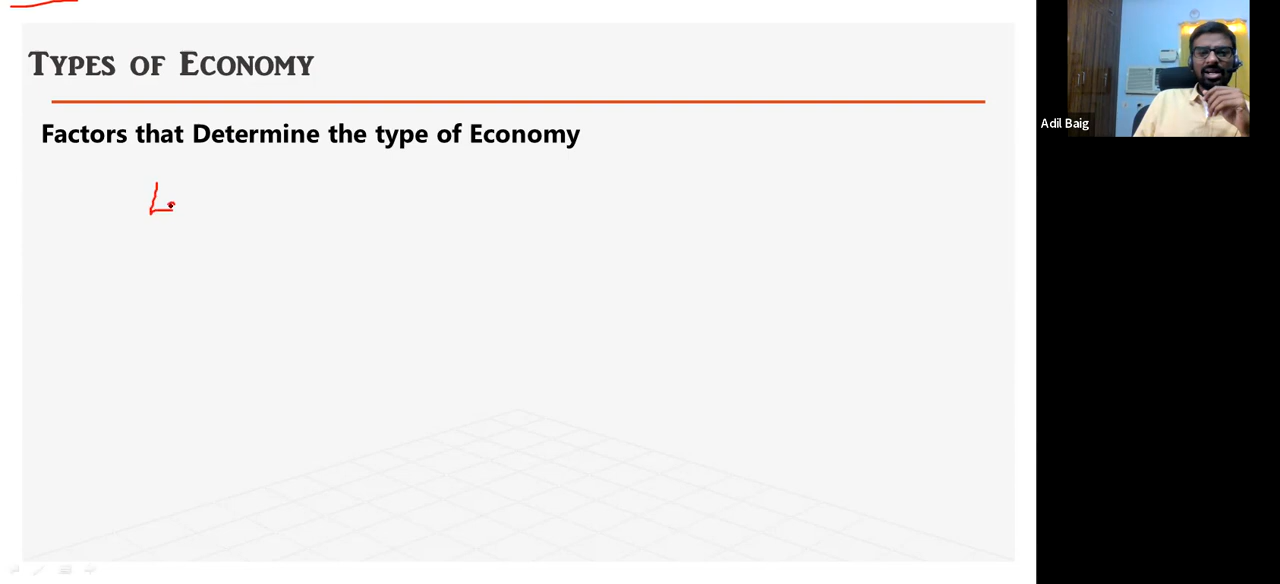 Types of Economy
Factors that Determine the type of Economy
L
Adil Baig